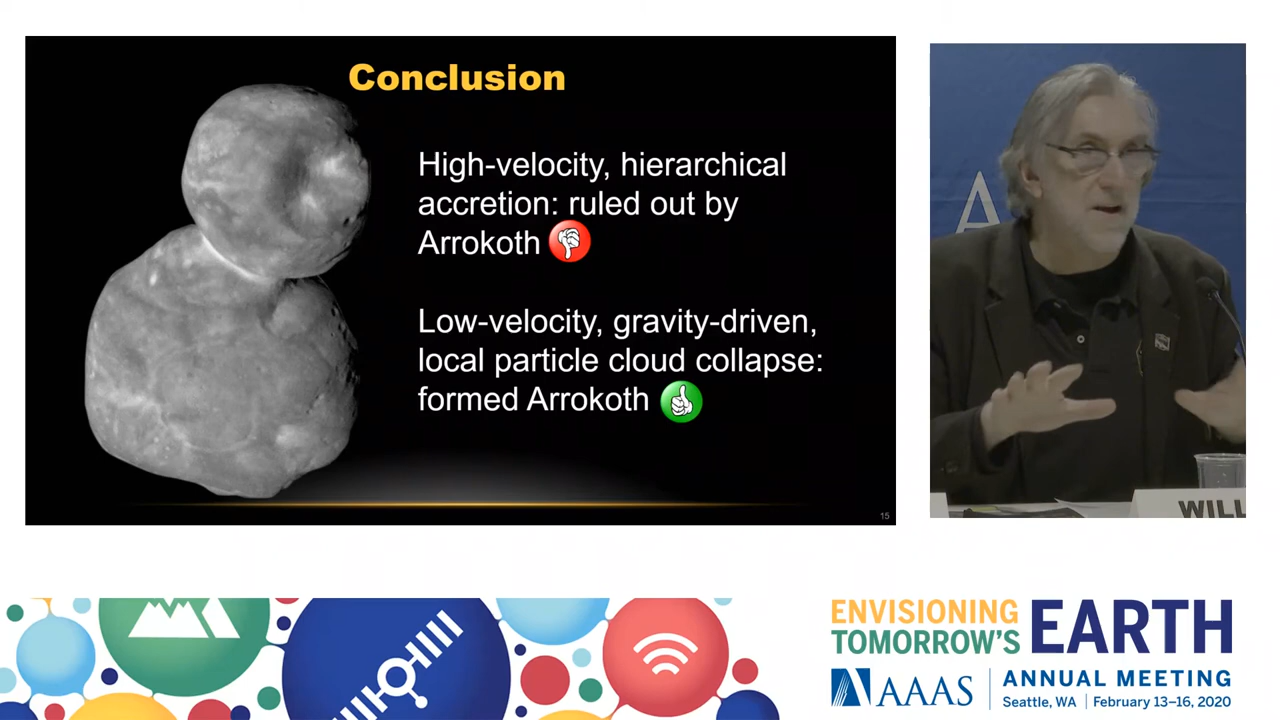 Conclusion
High-velocity, hierarchical
accretion: ruled out by
Arrokoth
Low-velocity, gravity-driven,
local particle cloud collapse:
formed Arrokoth
15
A
WILL
ENVISIONING
TOMORROW'S
EARTH
AAAS
ANNUAL MEETING
Seattle, WA | February 13–16, 2020